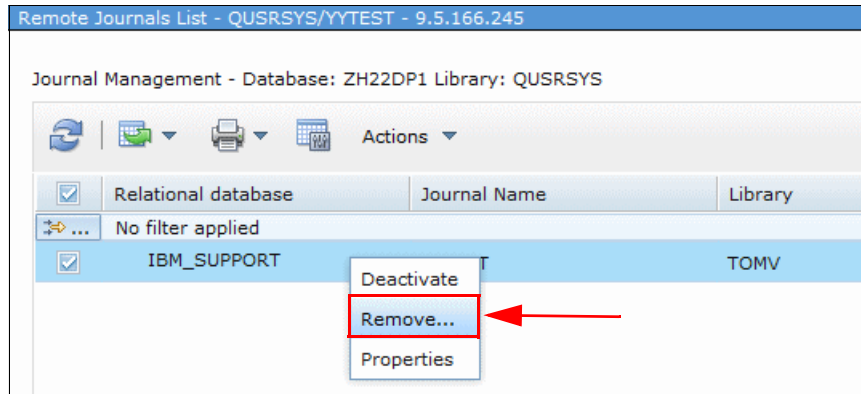 Remote Journals List - QUSRSYS/YYTEST - 9.5.166.245
Journal Management - Database: ZH22DP1 Library: QUSRSYS
Actions
Relational database Journal Name Library
... No filter applied
IBM_SUPPORT T TOMV
Deactivate
Remove...
Properties